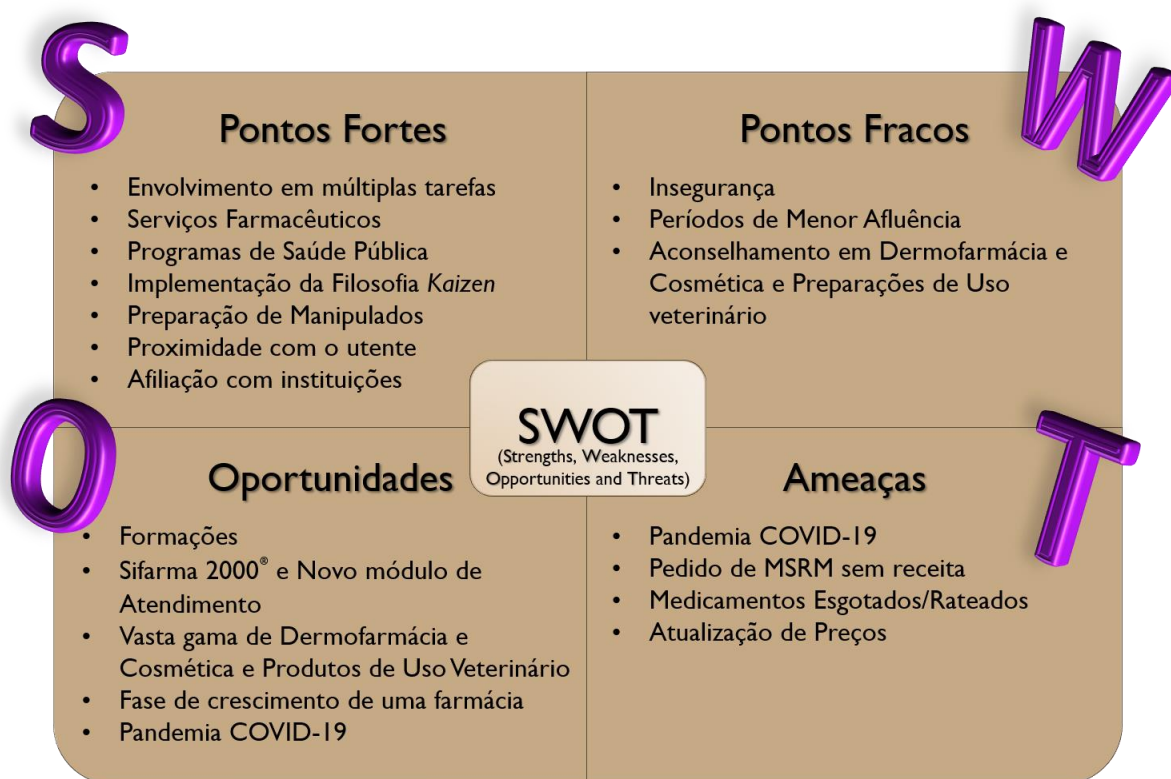 S
Pontos Fortes
• Envolvimento em múltiplas tarefas
• Serviços Farmacêuticos
• Programas de Saúde Pública
• Implementação da Filosofia Kaizen
• Preparação de Manipulados
• Proximidade com o utente
• Afiliação com instituições
W
Pontos Fracos
• Insegurança
• Períodos de Menor Afluência
• Aconselhamento em Dermofarmácia e
Cosmética e Preparações de Uso
veterinário
SWOT
(Strengths, Weaknesses,
Opportunities and Threats)
O
Oportunidades
• Formações
• Sifarma 2000® e Novo módulo de
Atendimento
• Vasta gama de Dermofarmácia e
Cosmética e Produtos de Uso Veterinário
• Fase de crescimento de uma farmácia
• Pandemia COVID-19
T
Ameaças
• Pandemia COVID-19
• Pedido de MSRM sem receita
• Medicamentos Esgotados/Rateados
• Atualização de Preços